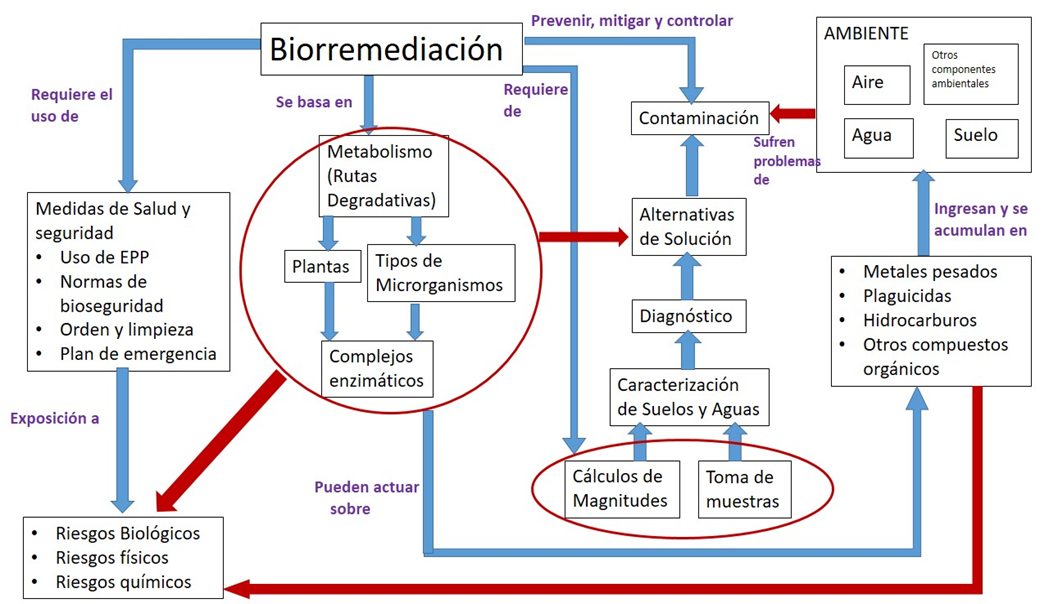 Prevenir, mitigar y controlar
Biorremediación
AMBIENTE
Otros
componentes
ambientales
Aire
Agua
Suelo
Requiere el
uso de
Se basa en
Requiere
de
Contaminación
Sufren
problemas
de
Metabolismo
(Rutas
Degradativas)
Plantas
Tipos de
Microrganismos
Complejos
enzimáticos
Medidas de Salud y
seguridad
• Uso de EPP
• Normas de
bioseguridad
• Orden y limpieza
• Plan de emergencia
Alternativas
de Solución
Ingresan y se
acumulan en
• Metales pesados
• Plaguicidas
• Hidrocarburos
• Otros compuestos
orgánicos
Diagnóstico
Caracterización
de Suelos y Aguas
Exposición a
Pueden actuar
sobre
Cálculos de
Magnitudes
Toma de
muestras
• Riesgos Biológicos
• Riesgos físicos
• Riesgos químicos